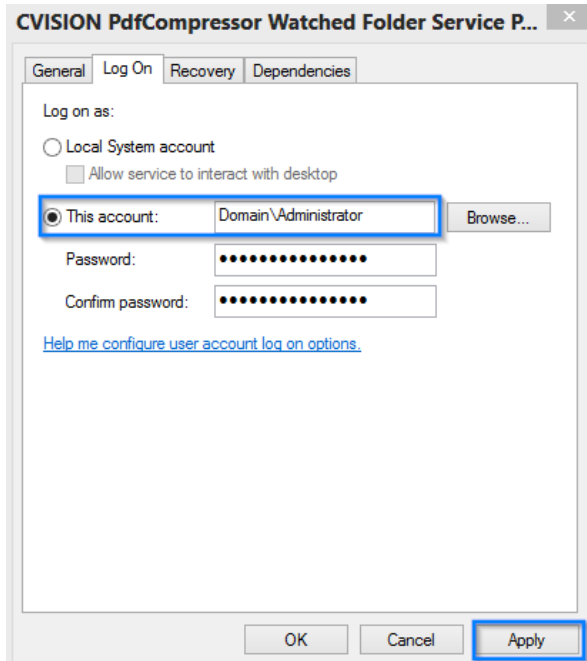 CVISION PdfCompressor Watched Folder Service P...
General Log On Recovery Dependencies
Log on as:
Local System account
Allow service to interact with desktop
This account: Domain\Administrator Browse...
Password: •••••••••••••••
Confirm password: •••••••••••••••
Help me configure user account log on options.
OK Cancel Apply